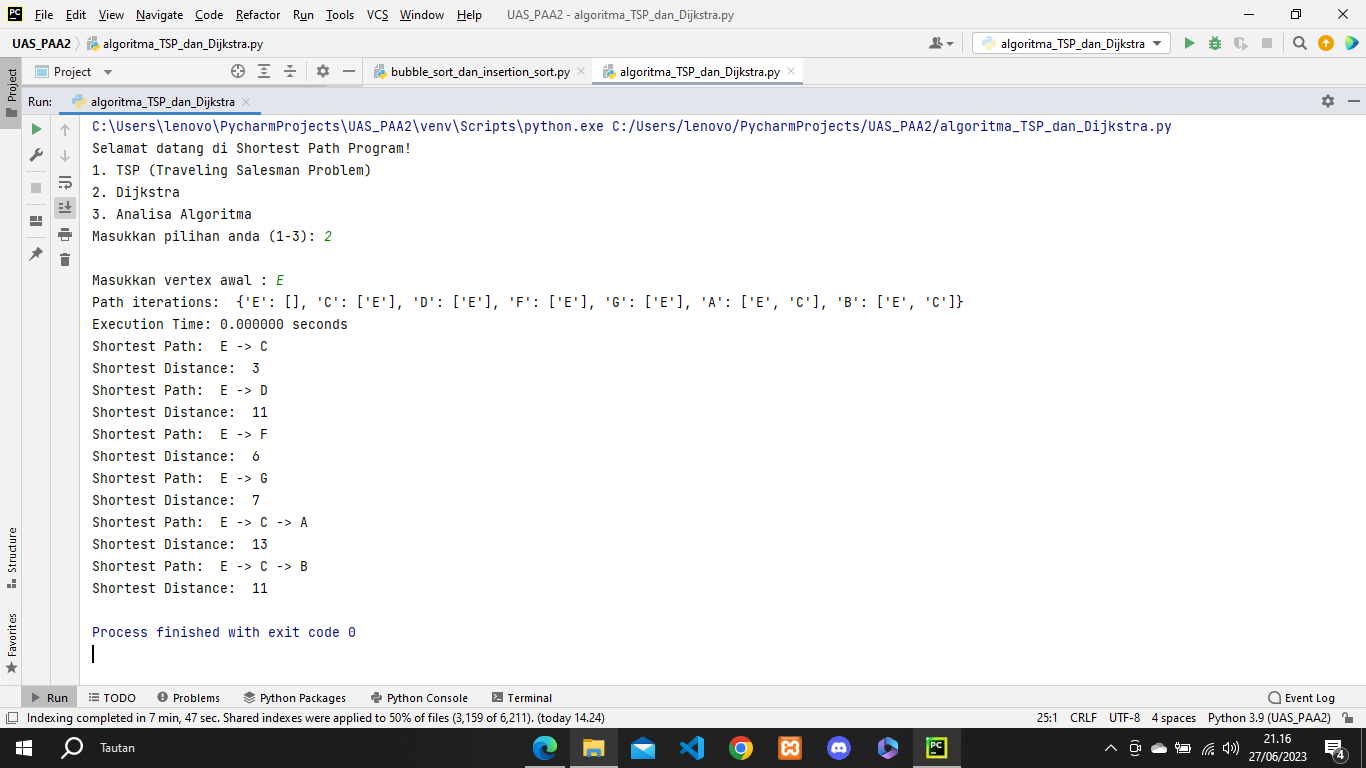 File Edit View Navigate Code Refactor Run Tools VCS Window Help UAS_PAA2 - algoritma_TSP_dan_Dijkstra.py
UAS_PAA2 algoritma_TSP_dan_Dijkstra.py algoritma_TSP_dan_Dijkstra
Project bubble_sort_dan_insertion_sort.py algoritma_TSP_dan_Dijkstra.py
Project
Run: algoritma_TSP_dan_Dijkstra
C:\Users\lenovo\PycharmProjects\UAS_PAA2\venv\Scripts\python.exe C:/Users/lenovo/PycharmProjects/UAS_PAA2/algoritma_TSP_dan_Dijkstra.py
Selamat datang di Shortest Path Program!
1. TSP (Traveling Salesman Problem)
2. Dijkstra
3. Analisa Algoritma
Masukkan pilihan anda (1-3): 2
Masukkan vertex awal : E
Path iterations:  {'E': [], 'C': ['E'], 'D': ['E'], 'F': ['E'], 'G': ['E'], 'A': ['E', 'C'], 'B': ['E', 'C']}
Execution Time: 0.000000 seconds
Shortest Path:  E -> C
Shortest Distance:  3
Shortest Path:  E -> D
Shortest Distance:  11
Shortest Path:  E -> F
Shortest Distance:  6
Shortest Path:  E -> G
Shortest Distance:  7
Shortest Path:  E -> C -> A
Shortest Distance:  13
Shortest Path:  E -> C -> B
Shortest Distance:  11
Process finished with exit code 0
Structure
Favorites
Run TODO Problems Python Packages Python Console Terminal Event Log
Indexing completed in 7 min, 47 sec. Shared indexes were applied to 50% of files (3,159 of 6,211). (today 14.24) 25:1 CRLF UTF-8 4 spaces Python 3.9 (UAS_PAA2)
Tautan
21.16
27/06/2023
4